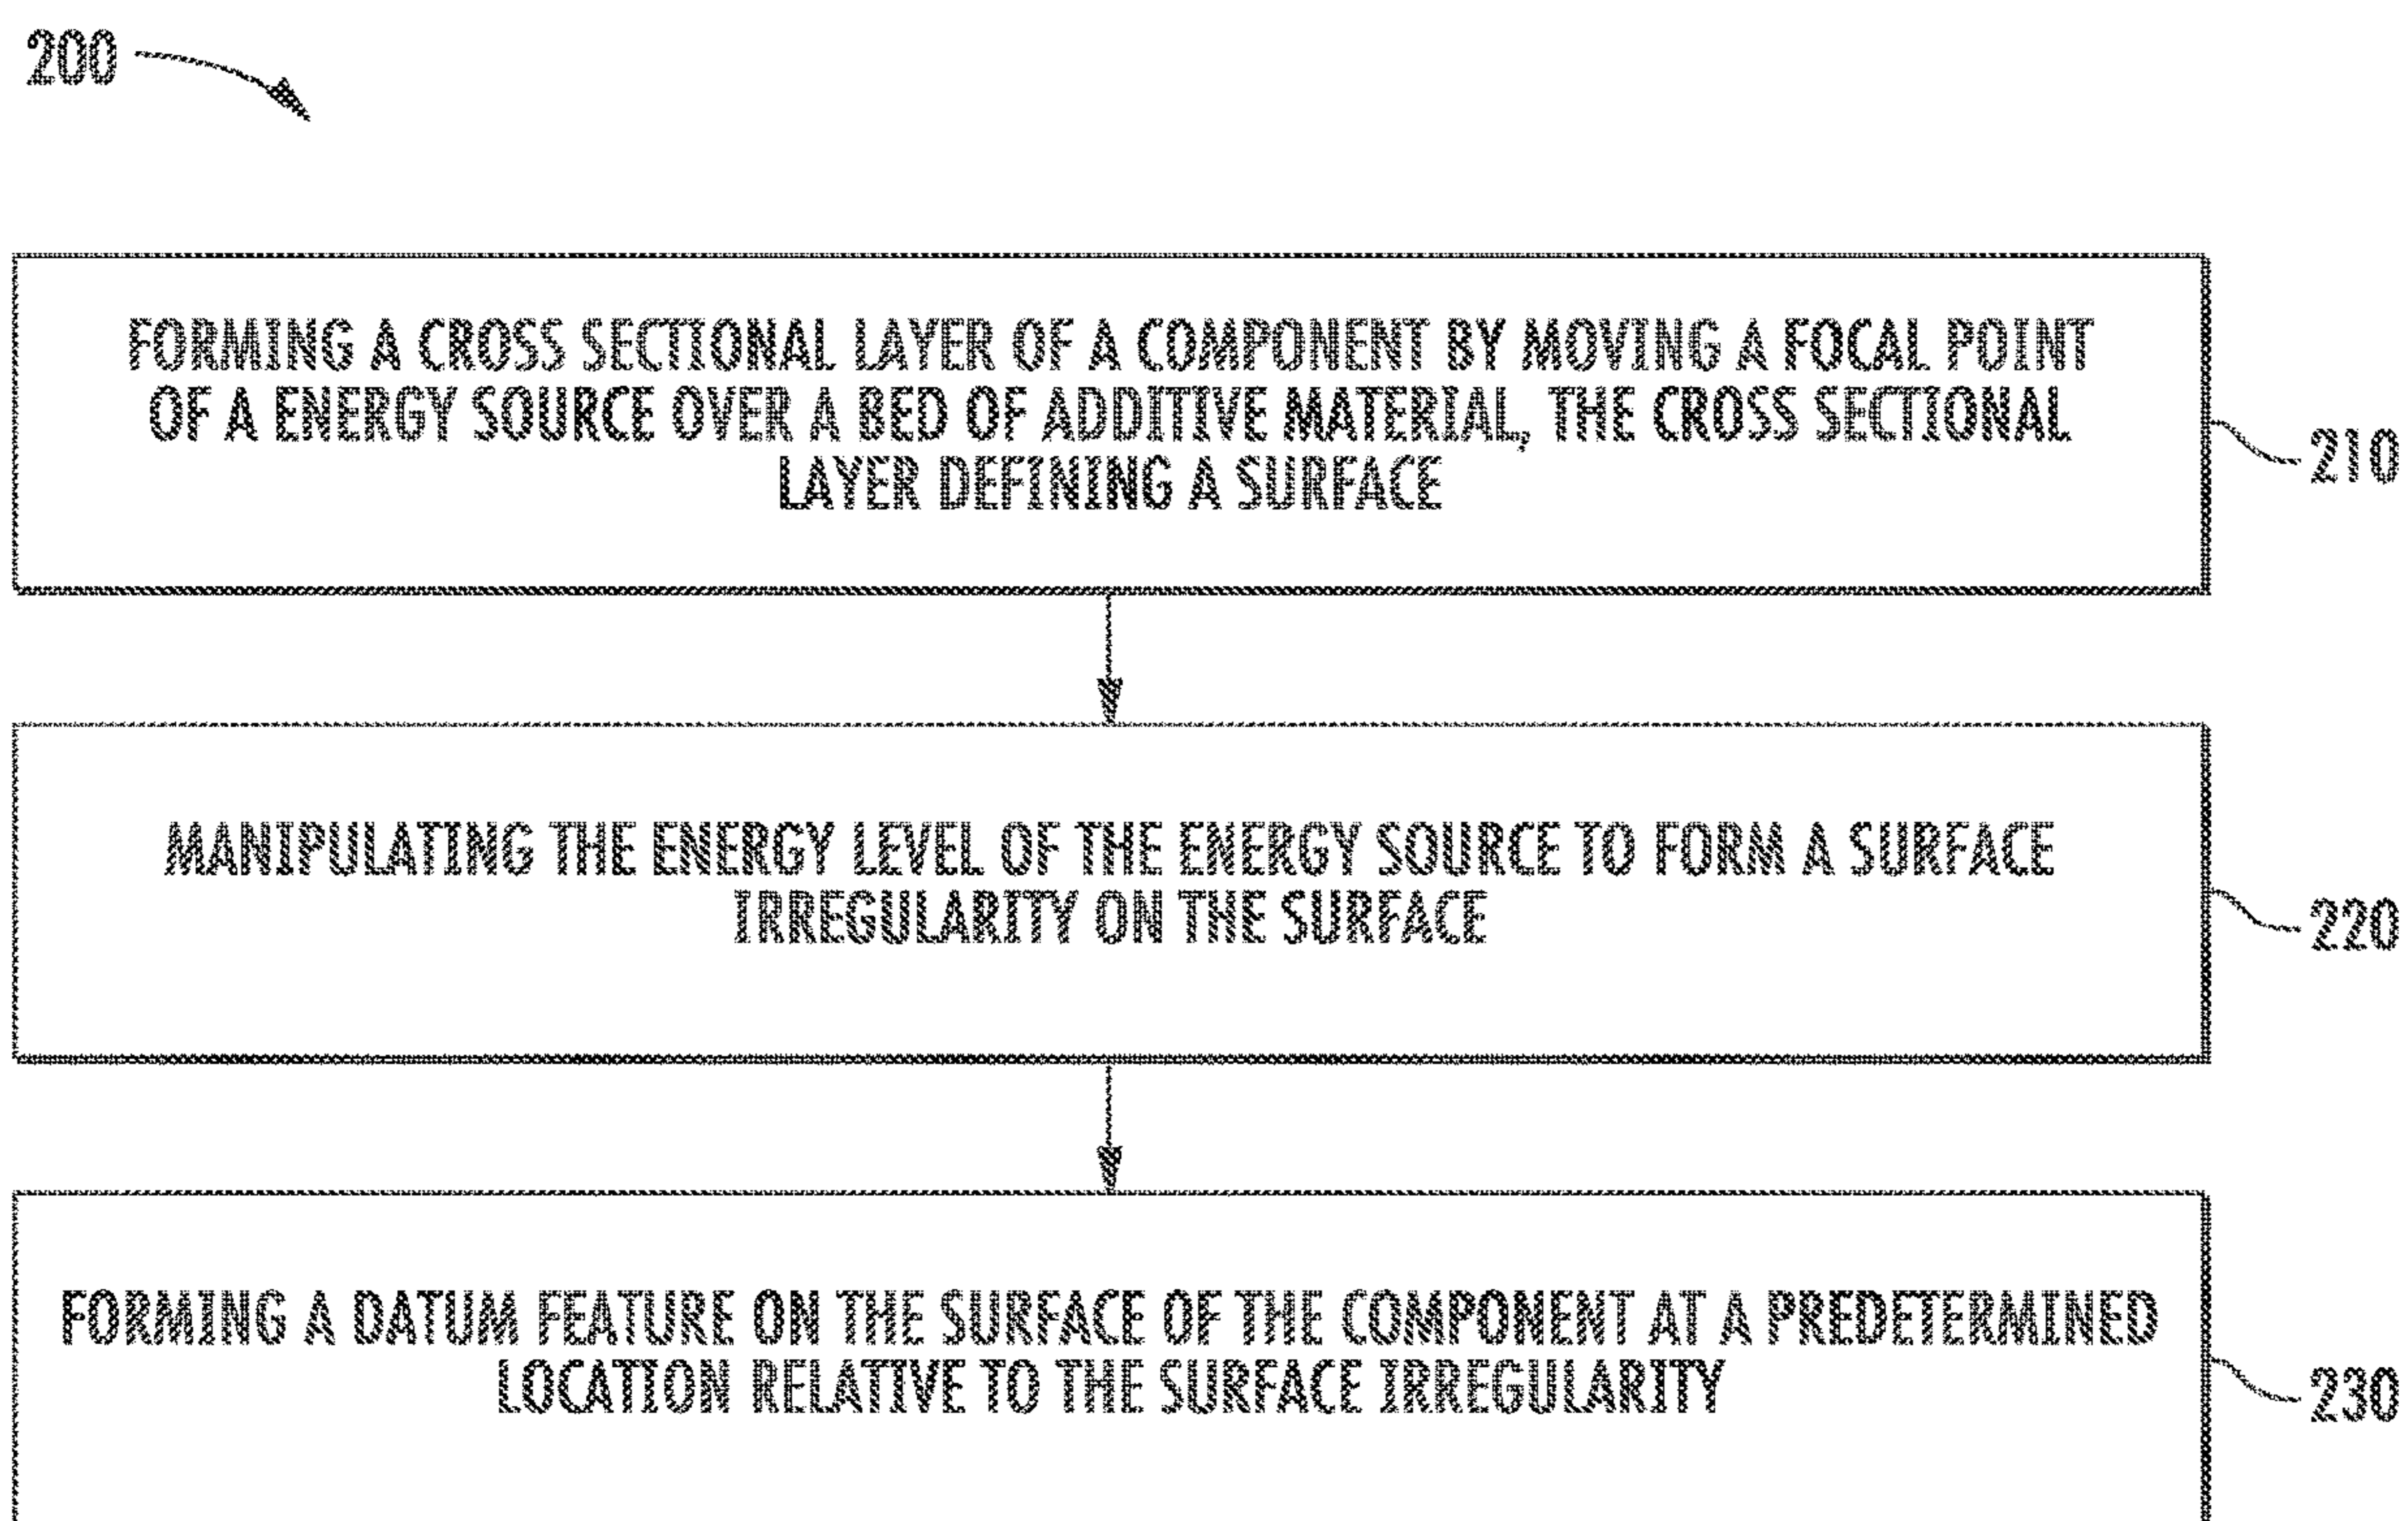 200
FORMING A CROSS SECTIONAL LAYER OF A COMPONENT BY MOVING A FOCAL POINT
OF A ENERGY SOURCE OVER A BED OF ADDITIVE MATERIAL, THE CROSS SECTIONAL
LAYER DEFINING A SURFACE
210
MANIPULATING THE ENERGY LEVEL OF THE ENERGY SOURCE TO FORM A SURFACE
IRREGULARITY ON THE SURFACE
220
FORMING A DATUM FEATURE ON THE SURFACE OF THE COMPONENT AT A PREDETERMINED
LOCATION RELATIVE TO THE SURFACE IRREGULARITY
230